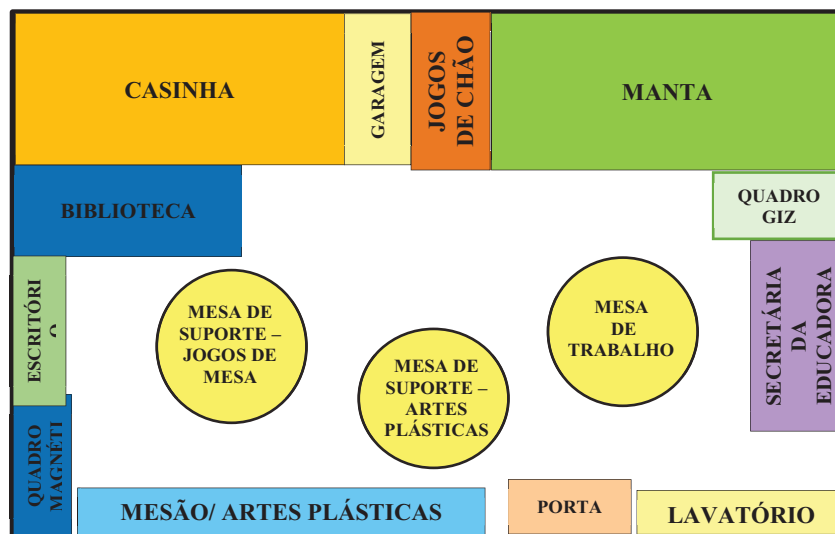 CASINHA
GARAGEM
JOGOS
DE CHÃO
MANTA
BIBLIOTECA
QUADRO
GIZ
ESCRITÓRI
O
MESA DE
SUPORTE –
JOGOS DE
MESA
MESA DE
SUPORTE –
ARTES
PLÁSTICAS
MESA
DE
TRABALHO
SECRETÁRIA
DA
EDUCADORA
QUADRO
MAGNÉTI
MESÃO/ ARTES PLÁSTICAS
PORTA
LAVATÓRIO